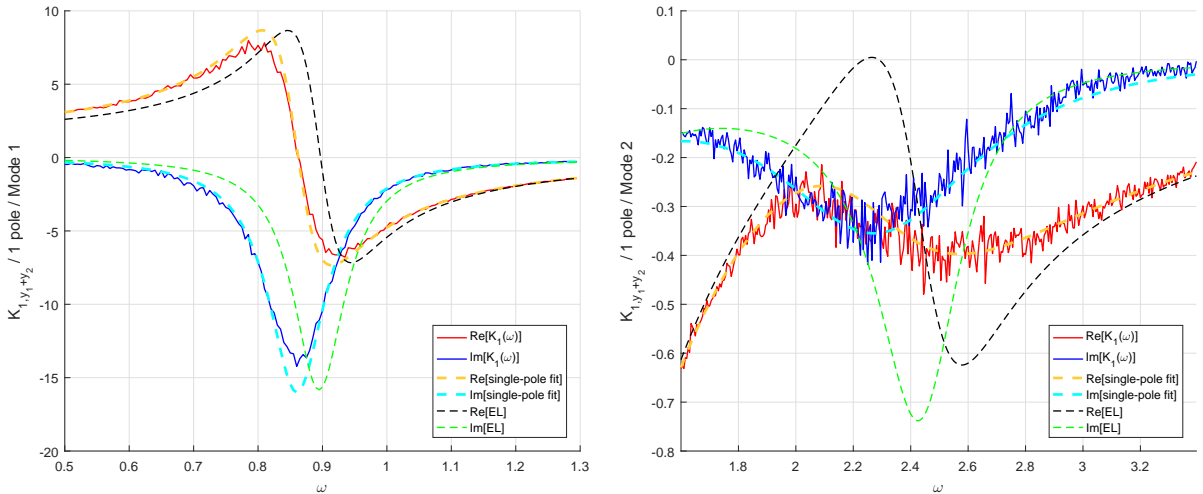 10
5
0
-5
-10
-15
-20
0.5 0.6 0.7 0.8 0.9 1 1.1 1.2 1.3
ω
K1,y1+y2 / 1 pole / Mode 1
Re[K1(ω)]
Im[K1(ω)]
Re[single-pole fit]
Im[single-pole fit]
Re[EL]
Im[EL]
0.1
0
-0.1
-0.2
-0.3
-0.4
-0.5
-0.6
-0.7
-0.8
1.8 2 2.2 2.4 2.6 2.8 3 3.2
ω
K1,y1+y2 / 1 pole / Mode 2
Re[K1(ω)]
Im[K1(ω)]
Re[single-pole fit]
Im[single-pole fit]
Re[EL]
Im[EL]